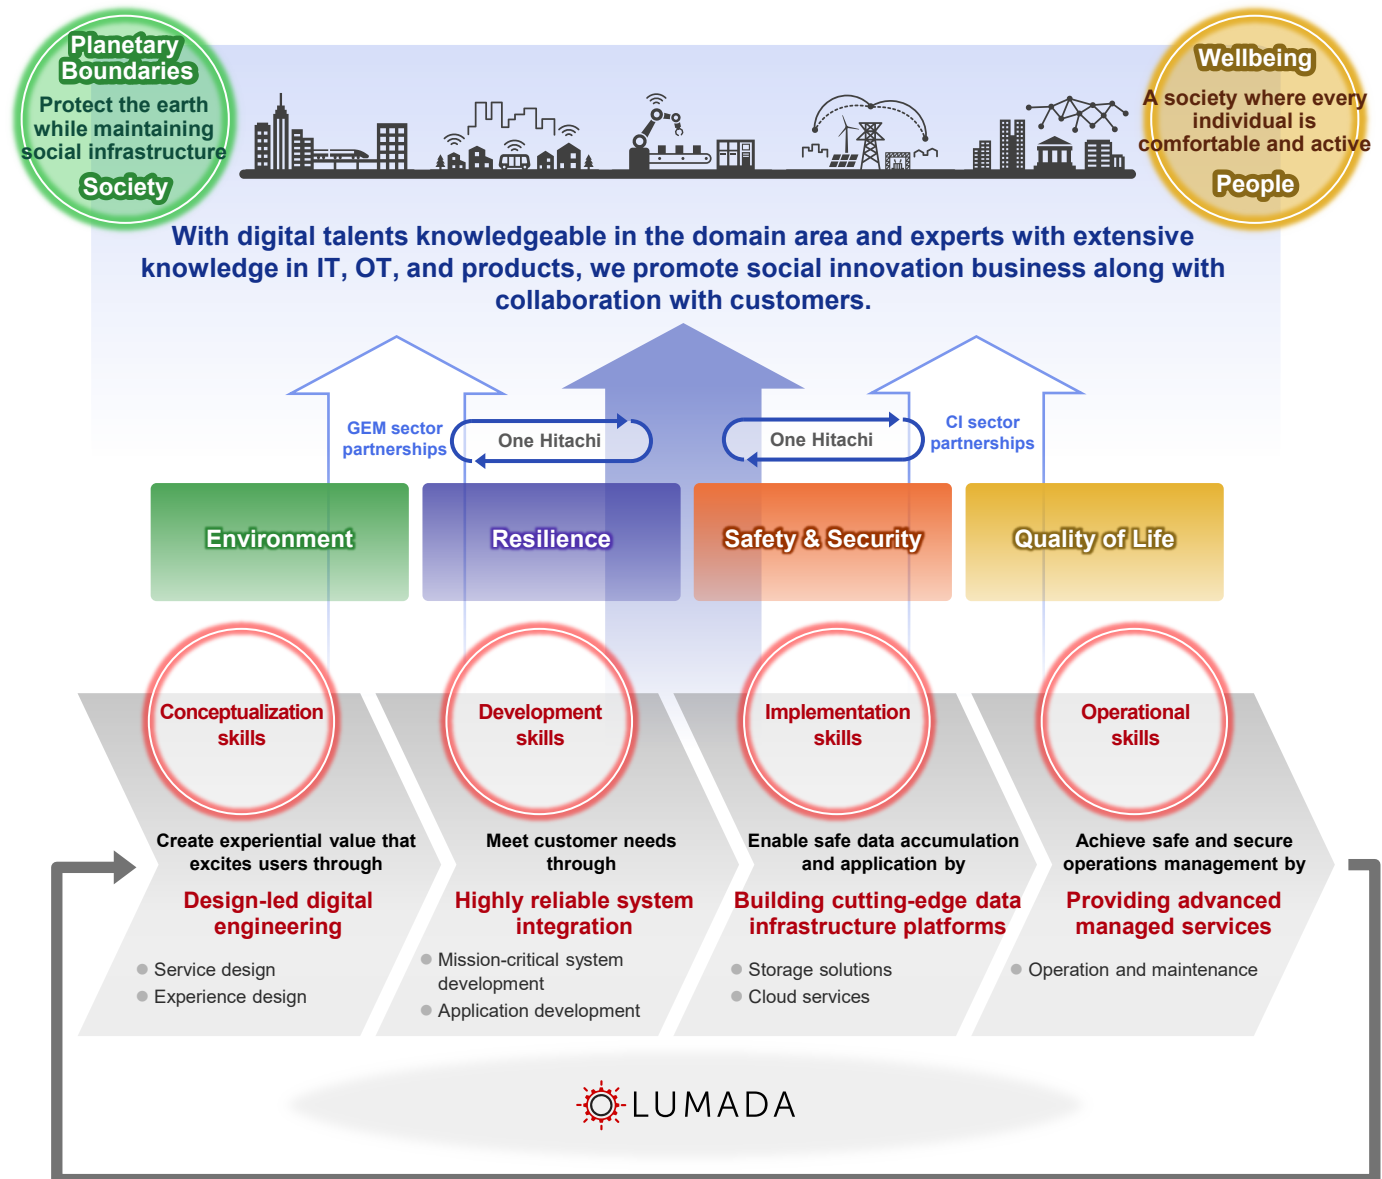 Planetary
Boundaries
Protect the earth
while maintaining
social infrastructure
Society
Wellbeing
A society where every
individual is
comfortable and active
People
With digital talents knowledgeable in the domain area and experts with extensive
knowledge in IT, OT, and products, we promote social innovation business along with
collaboration with customers.
GEM sector
partnerships
One Hitachi
One Hitachi
CI sector
partnerships
Environment
Resilience
Safety & Security
Quality of Life
Conceptualization
skills
Create experiential value that
excites users through
Design-led digital
engineering
Service design
Experience design
Development
skills
Meet customer needs
through
Highly reliable system
integration
Mission-critical system
development
Application development
Implementation
skills
Enable safe data accumulation
and application by
Building cutting-edge data
infrastructure platforms
Storage solutions
Cloud services
Operational
skills
Achieve safe and secure
operations management by
Providing advanced
managed services
Operation and maintenance
LUMADA